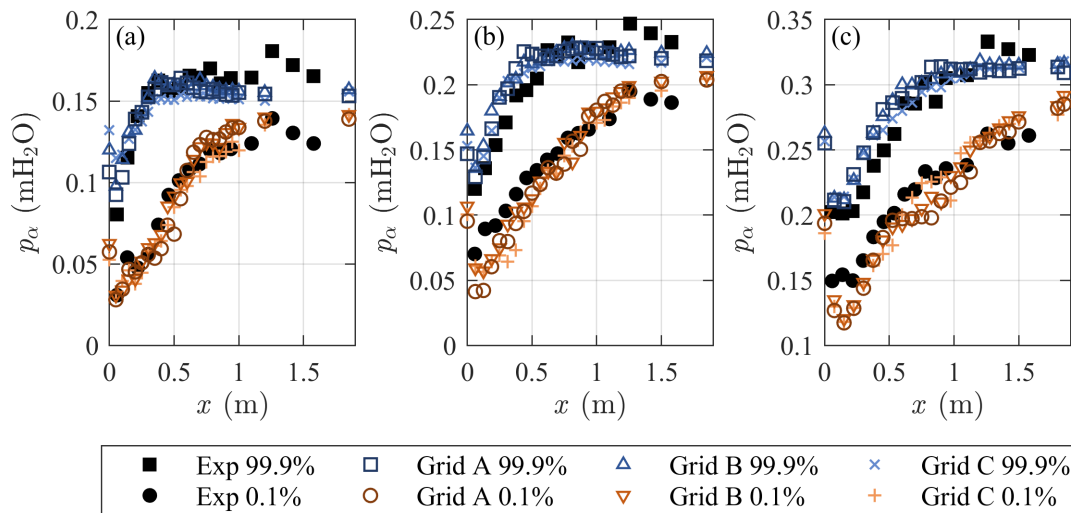 (a)
0.2
0.15
0.1
0.05
0
pα (mH₂O)
0 0.5 1 1.5
x (m)
(b)
0.25
0.2
0.15
0.1
0.05
0
pα (mH₂O)
0 0.5 1 1.5
x (m)
(c)
0.35
0.3
0.25
0.2
0.15
0.1
pα (mH₂O)
0 0.5 1 1.5
x (m)
Exp 99.9% Grid A 99.9% Grid B 99.9% Grid C 99.9%
Exp 0.1% Grid A 0.1% Grid B 0.1% Grid C 0.1%